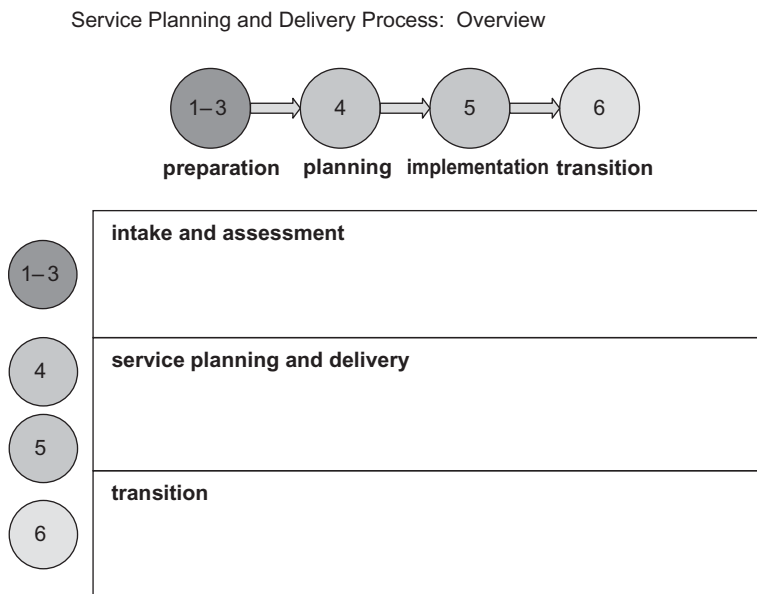 Service Planning and Delivery Process: Overview
1–3 4 5 6
preparation planning implementation transition
intake and assessment
1–3
service planning and delivery
4
5
transition
6